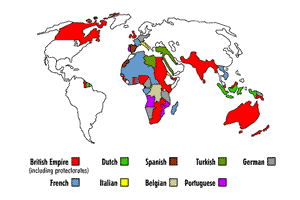 British Empire Dutch Spanish Turkish German
(including protectorates)
French Italian Belgian Portuguese